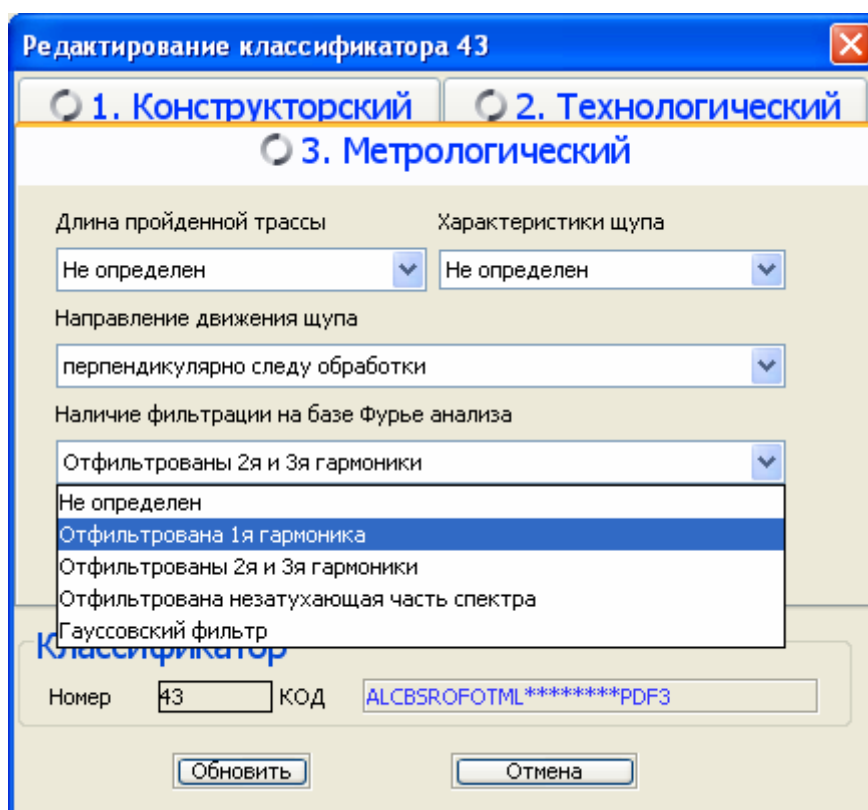 Редактирование классификатора 43
1. Конструкторский 2. Технологический
3. Метрологический
Длина пройденной трассы Характеристики щупа
Не определен Не определен
Направление движения щупа
перпендикулярно следу обработки
Наличие фильтрации на базе Фурье анализа
Отфильтрованы 2я и 3я гармоники
Не определен
Отфильтрована 1я гармоника
Отфильтрованы 2я и 3я гармоники
Отфильтрована незатухающая часть спектра
Гауссовский фильтр
Классификатор
Номер 43 КОД ALCBSROFOTML********PDF3
Обновить Отмена